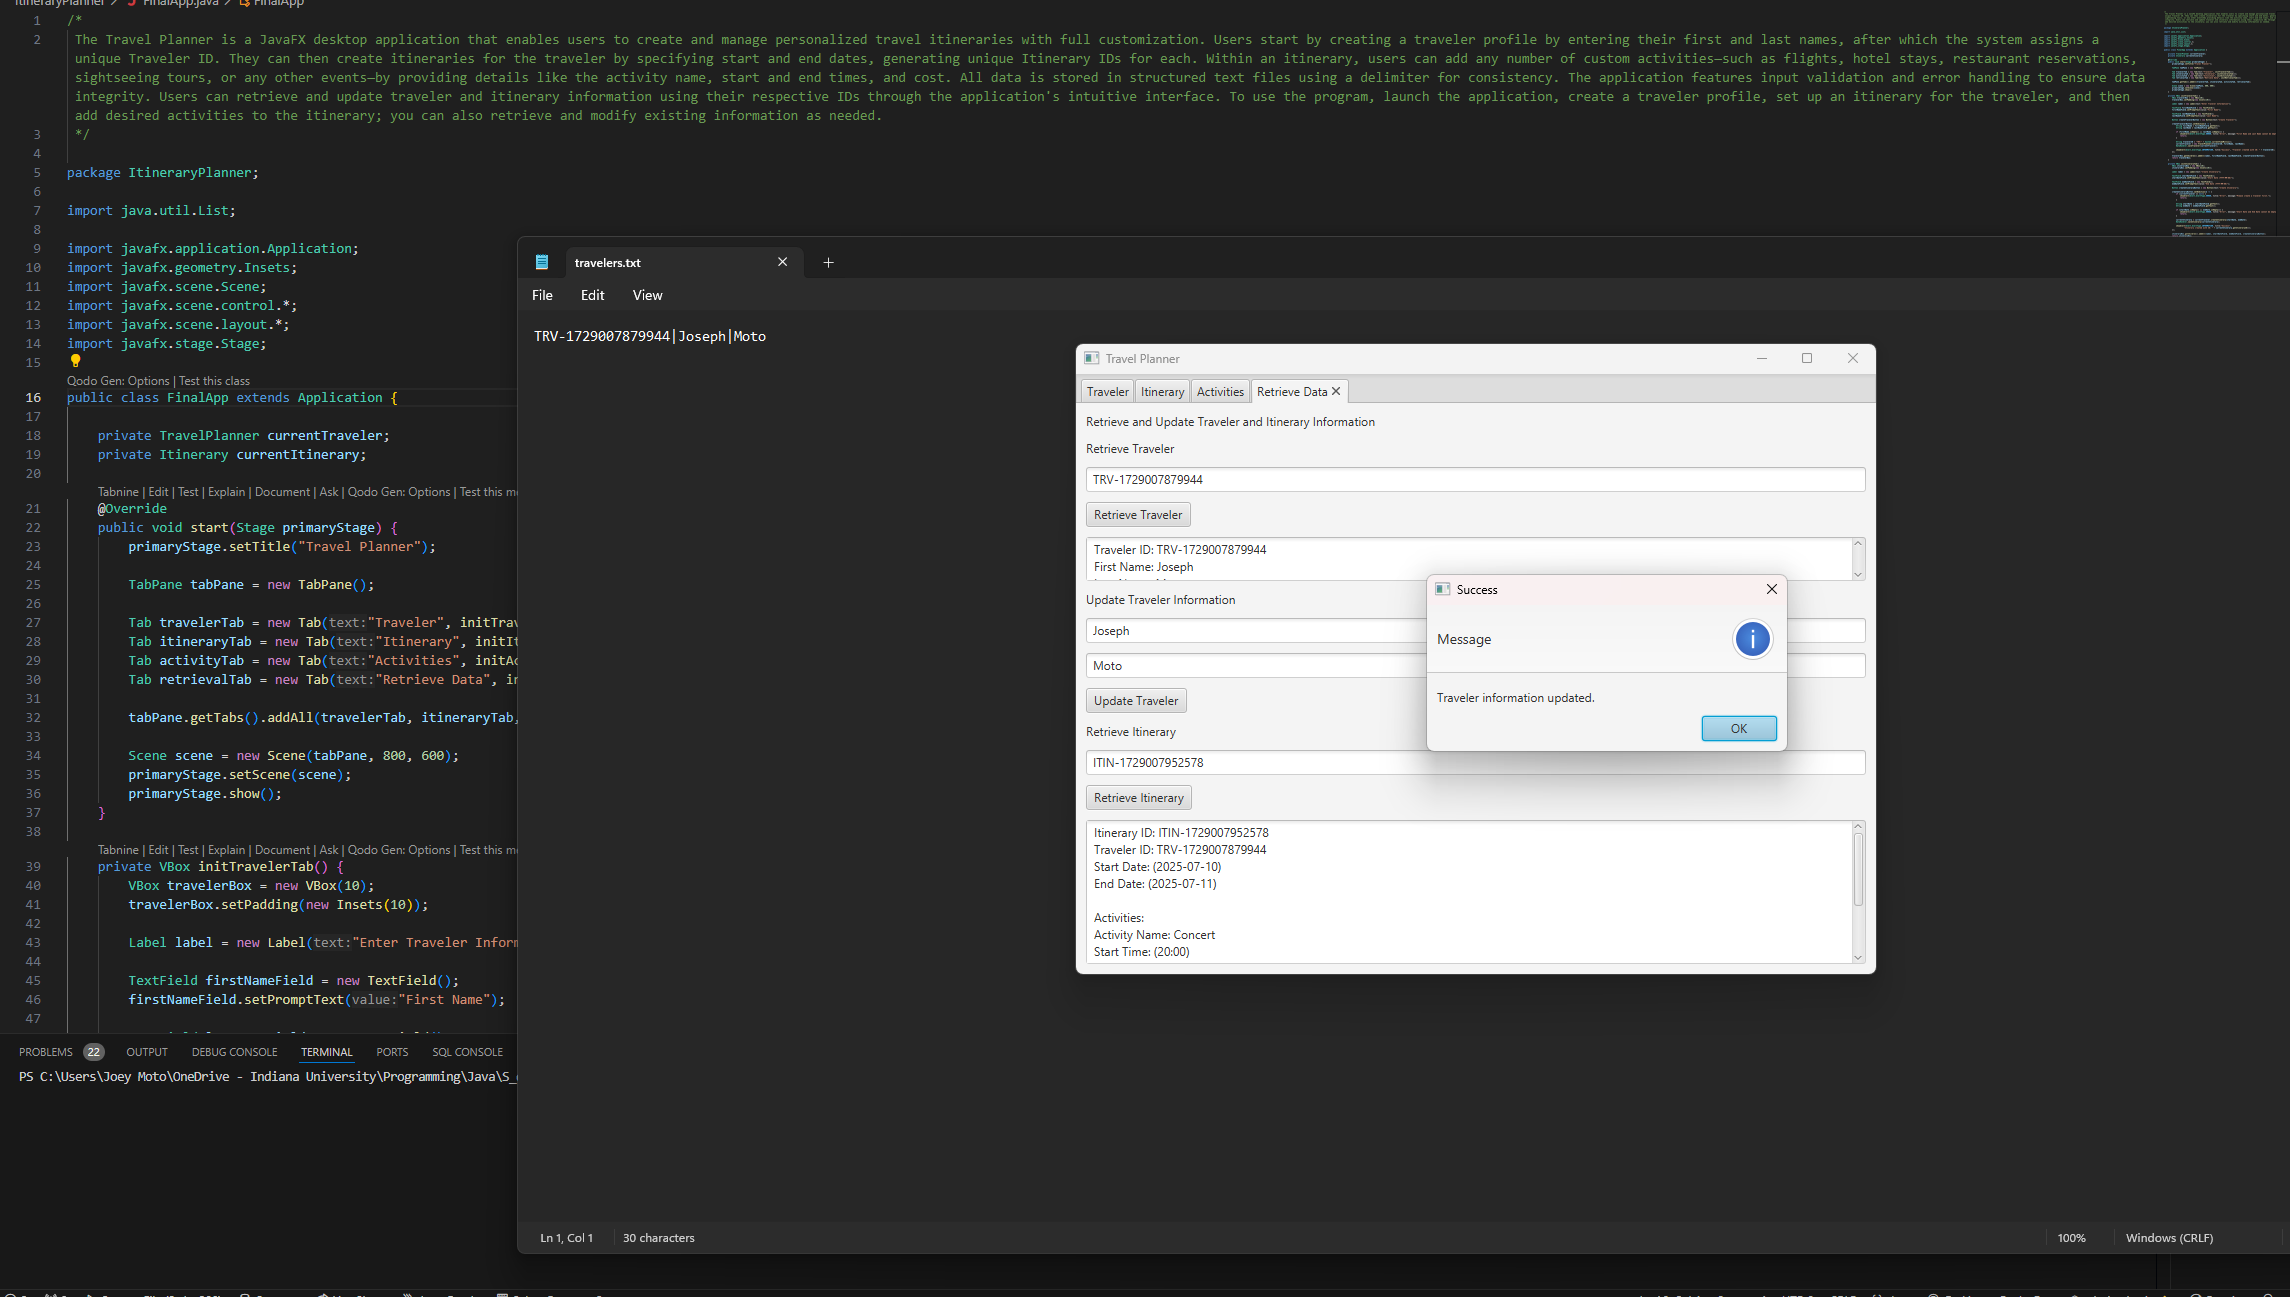 ItineraryPlanner > FinalApp.java > FinalApp
1 /*
2 The Travel Planner is a JavaFX desktop application that enables users to create and manage personalized travel itineraries with full customization. Users start by creating a traveler profile by entering their first and last names, after which the system assigns a
unique Traveler ID. They can then create itineraries for the traveler by specifying start and end dates, generating unique Itinerary IDs for each. Within an itinerary, users can add any number of custom activities—such as flights, hotel stays, restaurant reservations,
sightseeing tours, or any other events—by providing details like the activity name, start and end times, and cost. All data is stored in structured text files using a delimiter for consistency. The application features input validation and error handling to ensure data
integrity. Users can retrieve and update traveler and itinerary information using their respective IDs through the application's intuitive interface. To use the program, launch the application, create a traveler profile, set up an itinerary for the traveler, and then
add desired activities to the itinerary; you can also retrieve and modify existing information as needed.
3 */
4
5 package ItineraryPlanner;
6
7 import java.util.List;
8
9 import javafx.application.Application;
10 import javafx.geometry.Insets;
11 import javafx.scene.Scene;
12 import javafx.scene.control.*;
13 import javafx.scene.layout.*;
14 import javafx.stage.Stage;
15
Qodo Gen: Options | Test this class
16 public class FinalApp extends Application {
17
18 private TravelPlanner currentTraveler;
19 private Itinerary currentItinerary;
20
Tabnine | Edit | Test | Explain | Document | Ask | Qodo Gen: Options | Test this m
21 @Override
22 public void start(Stage primaryStage) {
23 primaryStage.setTitle("Travel Planner");
24
25 TabPane tabPane = new TabPane();
26
27 Tab travelerTab = new Tab(text:"Traveler", initTrav
28 Tab itineraryTab = new Tab(text:"Itinerary", initIt
29 Tab activityTab = new Tab(text:"Activities", initAc
30 Tab retrievalTab = new Tab(text:"Retrieve Data", in
31
32 tabPane.getTabs().addAll(travelerTab, itineraryTab,
33
34 Scene scene = new Scene(tabPane, 800, 600);
35 primaryStage.setScene(scene);
36 primaryStage.show();
37 }
38
Tabnine | Edit | Test | Explain | Document | Ask | Qodo Gen: Options | Test this m
39 private VBox initTravelerTab() {
40 VBox travelerBox = new VBox(10);
41 travelerBox.setPadding(new Insets(10));
42
43 Label label = new Label(text:"Enter Traveler Inform
44
45 TextField firstNameField = new TextField();
46 firstNameField.setPromptText(value:"First Name");
47
PROBLEMS 22 OUTPUT DEBUG CONSOLE TERMINAL PORTS SQL CONSOLE
PS C:\Users\Joey Moto\OneDrive - Indiana University\Programming\Java\S_
travelers.txt
File Edit View
TRV-1729007879944|Joseph|Moto
Ln 1, Col 1 30 characters 100% Windows (CRLF)
Travel Planner
Traveler Itinerary Activities Retrieve Data
Retrieve and Update Traveler and Itinerary Information
Retrieve Traveler
TRV-1729007879944
Retrieve Traveler
Traveler ID: TRV-1729007879944
First Name: Joseph
Update Traveler Information
Joseph
Moto
Update Traveler
Retrieve Itinerary
ITIN-1729007952578
Retrieve Itinerary
Itinerary ID: ITIN-1729007952578
Traveler ID: TRV-1729007879944
Start Date: (2025-07-10)
End Date: (2025-07-11)
Activities:
Activity Name: Concert
Start Time: (20:00)
Success
Message
Traveler information updated.
OK